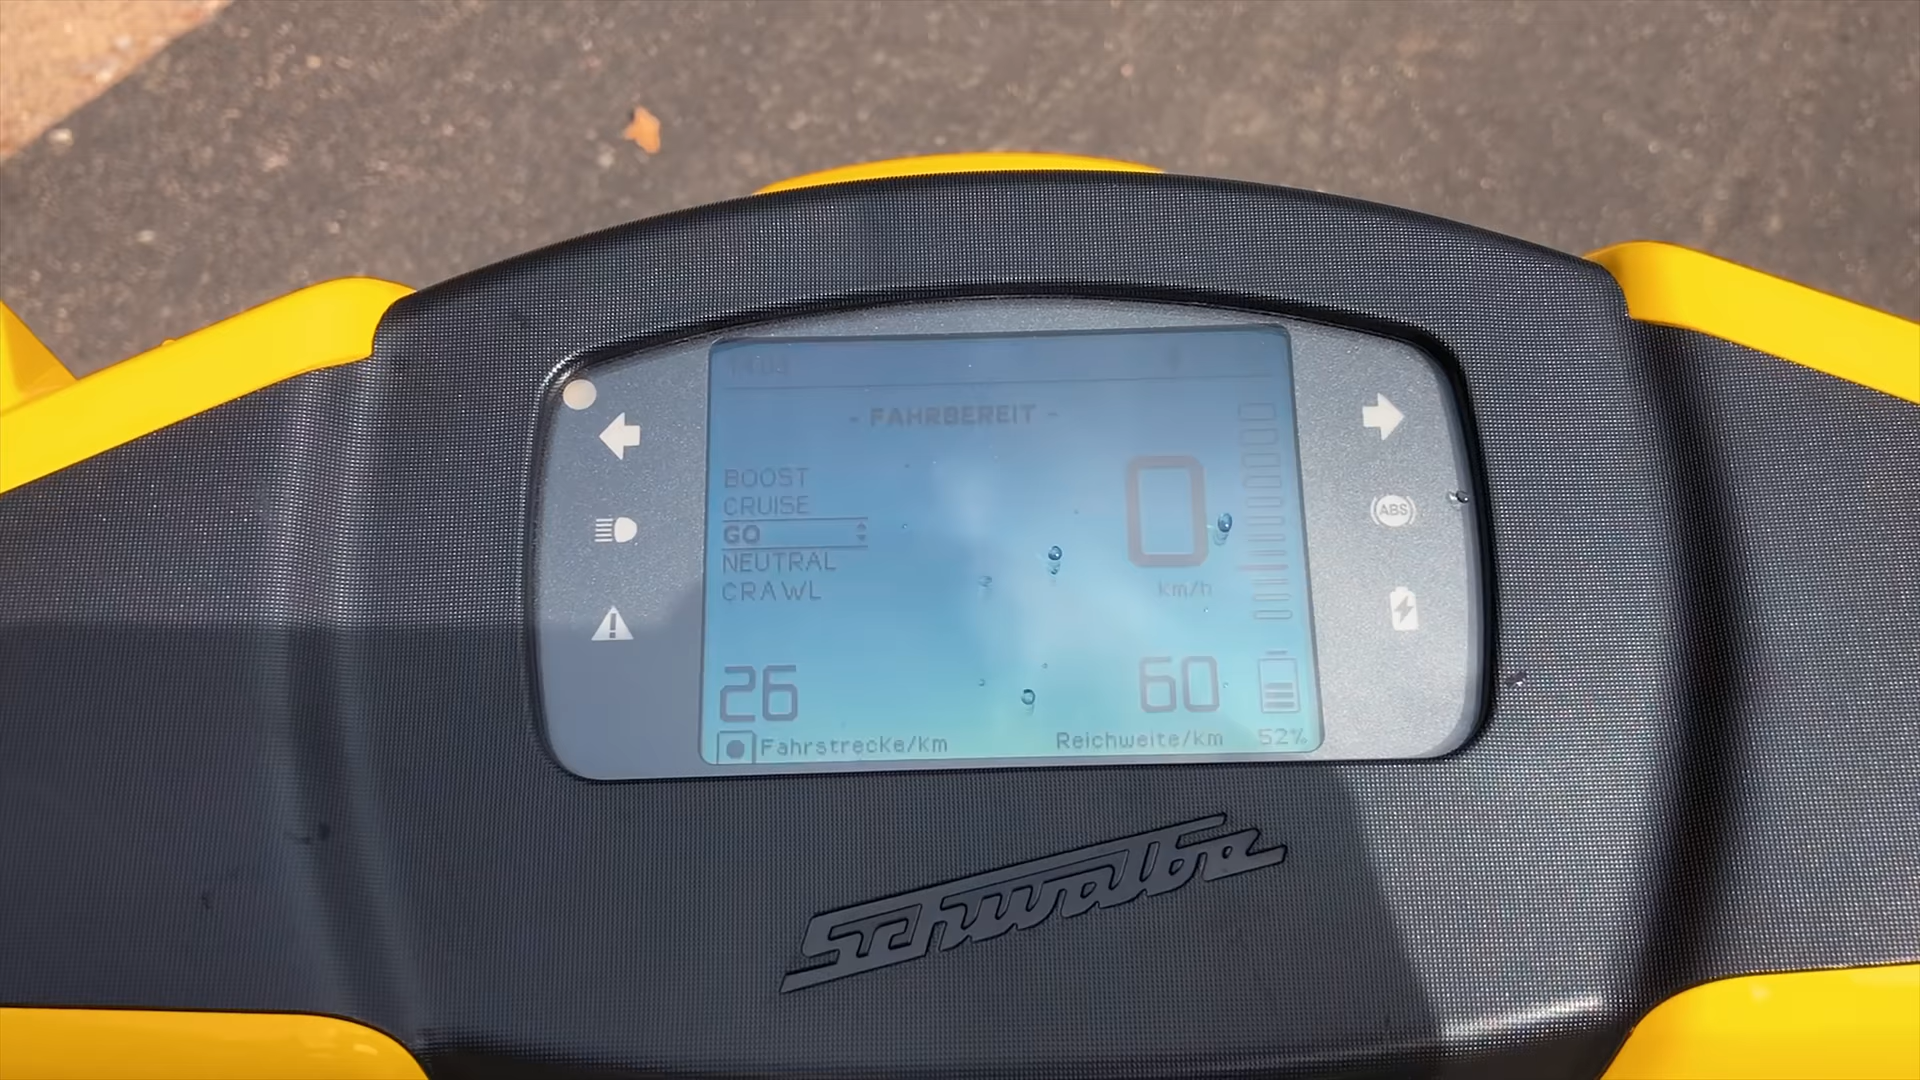 - FAHRBEREIT -
BOOST
CRUISE
GO
NEUTRAL
CRAWL
0
km/h
ABS
26
60
Fahrstrecke/km
Reichweite/km
52%
Schwalbe